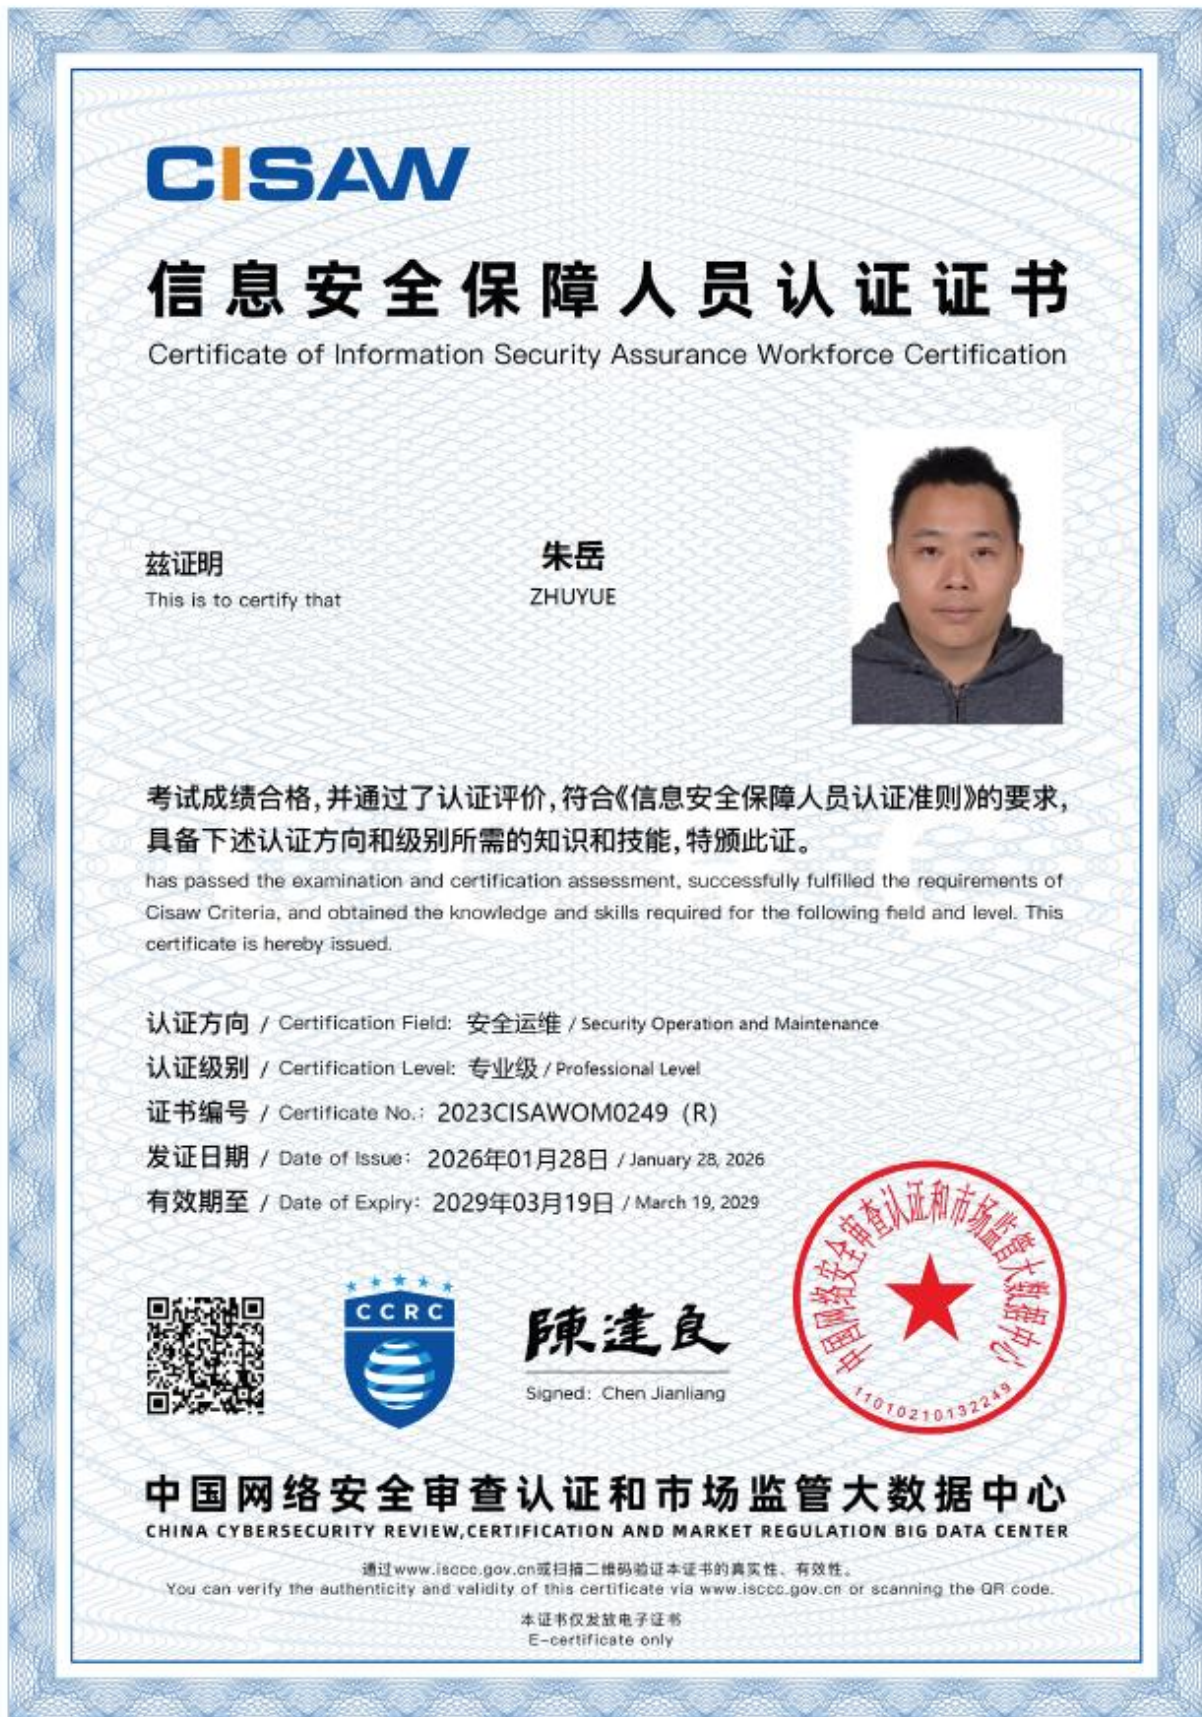 CISAW
信息安全保障人员认证证书
Certificate of Information Security Assurance Workforce Certification
兹证明
This is to certify that
朱岳
ZHUYUE
考试成绩合格,并通过了认证评价,符合《信息安全保障人员认证准则》的要求,
具备下述认证方向和级别所需的知识和技能,特颁此证。
has passed the examination and certification assessment, successfully fulfilled the requirements of
Cisaw Criteria, and obtained the knowledge and skills required for the following field and level. This
certificate is hereby issued.
认证方向 / Certification Field: 安全运维 / Security Operation and Maintenance
认证级别 / Certification Level: 专业级 / Professional Level
证书编号 / Certificate No.: 2023CISAWOM0249 (R)
发证日期 / Date of Issue: 2026年01月28日 / January 28, 2026
有效期至 / Date of Expiry: 2029年03月19日 / March 19, 2029
CCRC
陳建良
Signed: Chen Jianliang
中国网络安全审查认证和市场监管大数据中心
11010210132249
中国网络安全审查认证和市场监管大数据中心
CHINA CYBERSECURITY REVIEW,CERTIFICATION AND MARKET REGULATION BIG DATA CENTER
通过www.isccc.gov.cn或扫描二维码验证本证书的真实性、有效性。
You can verify the authenticity and validity of this certificate via www.isccc.gov.cn or scanning the QR code.
本证书仅发放电子证书
E-certificate only